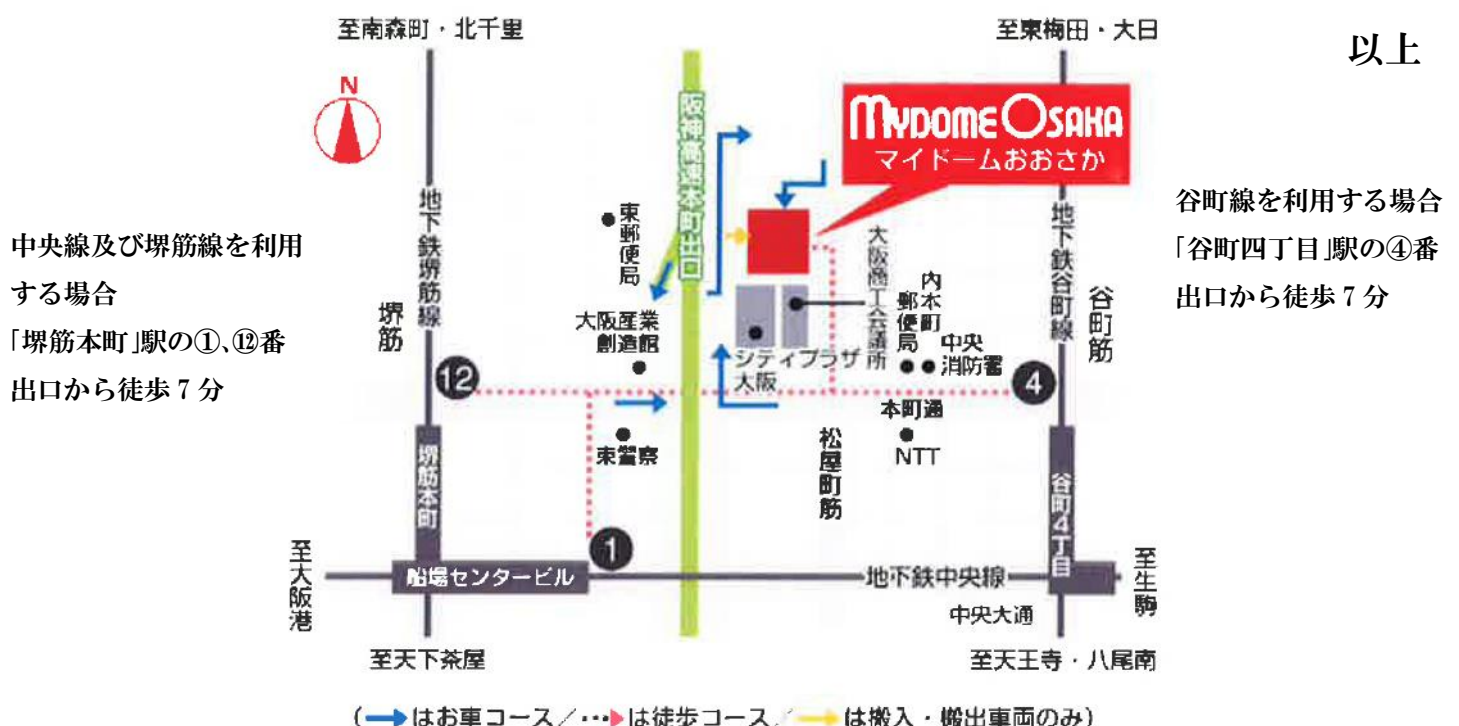 至南森町・北千里
至東梅田・大日
以上
N
MYDOME OSAKA
マイドームおおさか
阪神高速本町出口
地下鉄堺筋線
堺筋
東郵便局
大阪産業
創造館
シティプラザ
大阪
大阪商工会議所
内本町
郵便局
中央
消防署
地下鉄谷町線
谷町筋
中央線及び堺筋線を利用
する場合
「堺筋本町」駅の①、⑫番
出口から徒歩 7 分
谷町線を利用する場合
「谷町四丁目」駅の④番
出口から徒歩 7 分
12
4
本町通
東警察
NTT
松屋町筋
堺筋本町
谷町4丁目
1
至大阪港
船場センタービル
地下鉄中央線
至生駒
中央大通
至天下茶屋
至天王寺・八尾南
(→はお車コース/…▶は徒歩コース/→は搬入・搬出車両のみ)